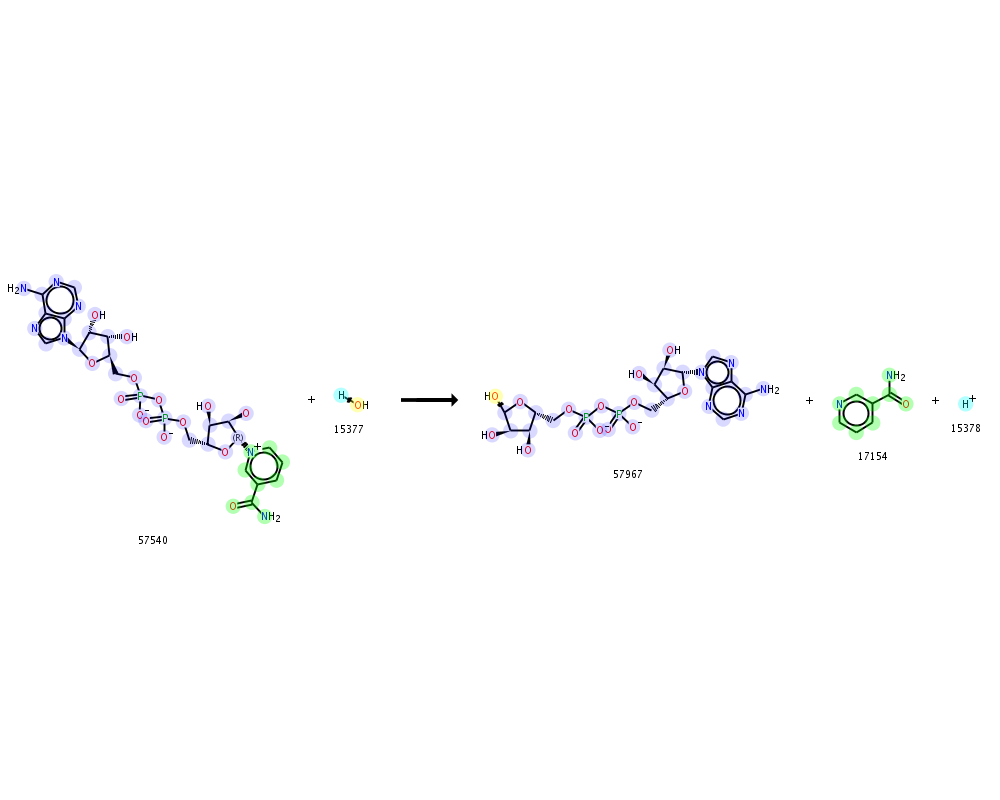 H2N N N N N OH OH O O P O O O O− P O O− O HO O O (R) N+ O NH2
57540
+
H OH
15377
HO O HO HO O P O O O− O P O O− O HO OH O N N N N NH2
57967
+
N NH2 O
17154
+
H+
15378